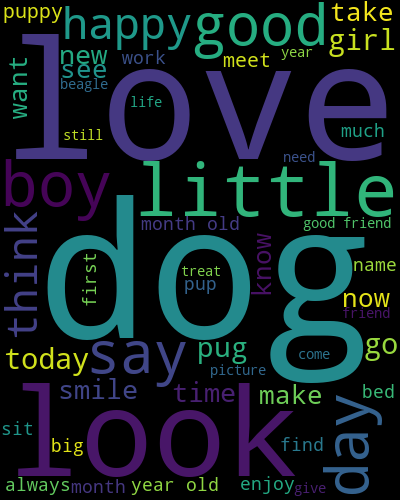 puppy
happy
good
take
girl
new
work
meet
year
want
see
beagle
love
life
still
much
need
boy
little
month old
good friend
think
dog
know
first
treat
pup
name
now
friend
today
say
pug
come
go
picture
smile
time
make
bed
look
day
sit
big
find
always
month
year old
enjoy
give